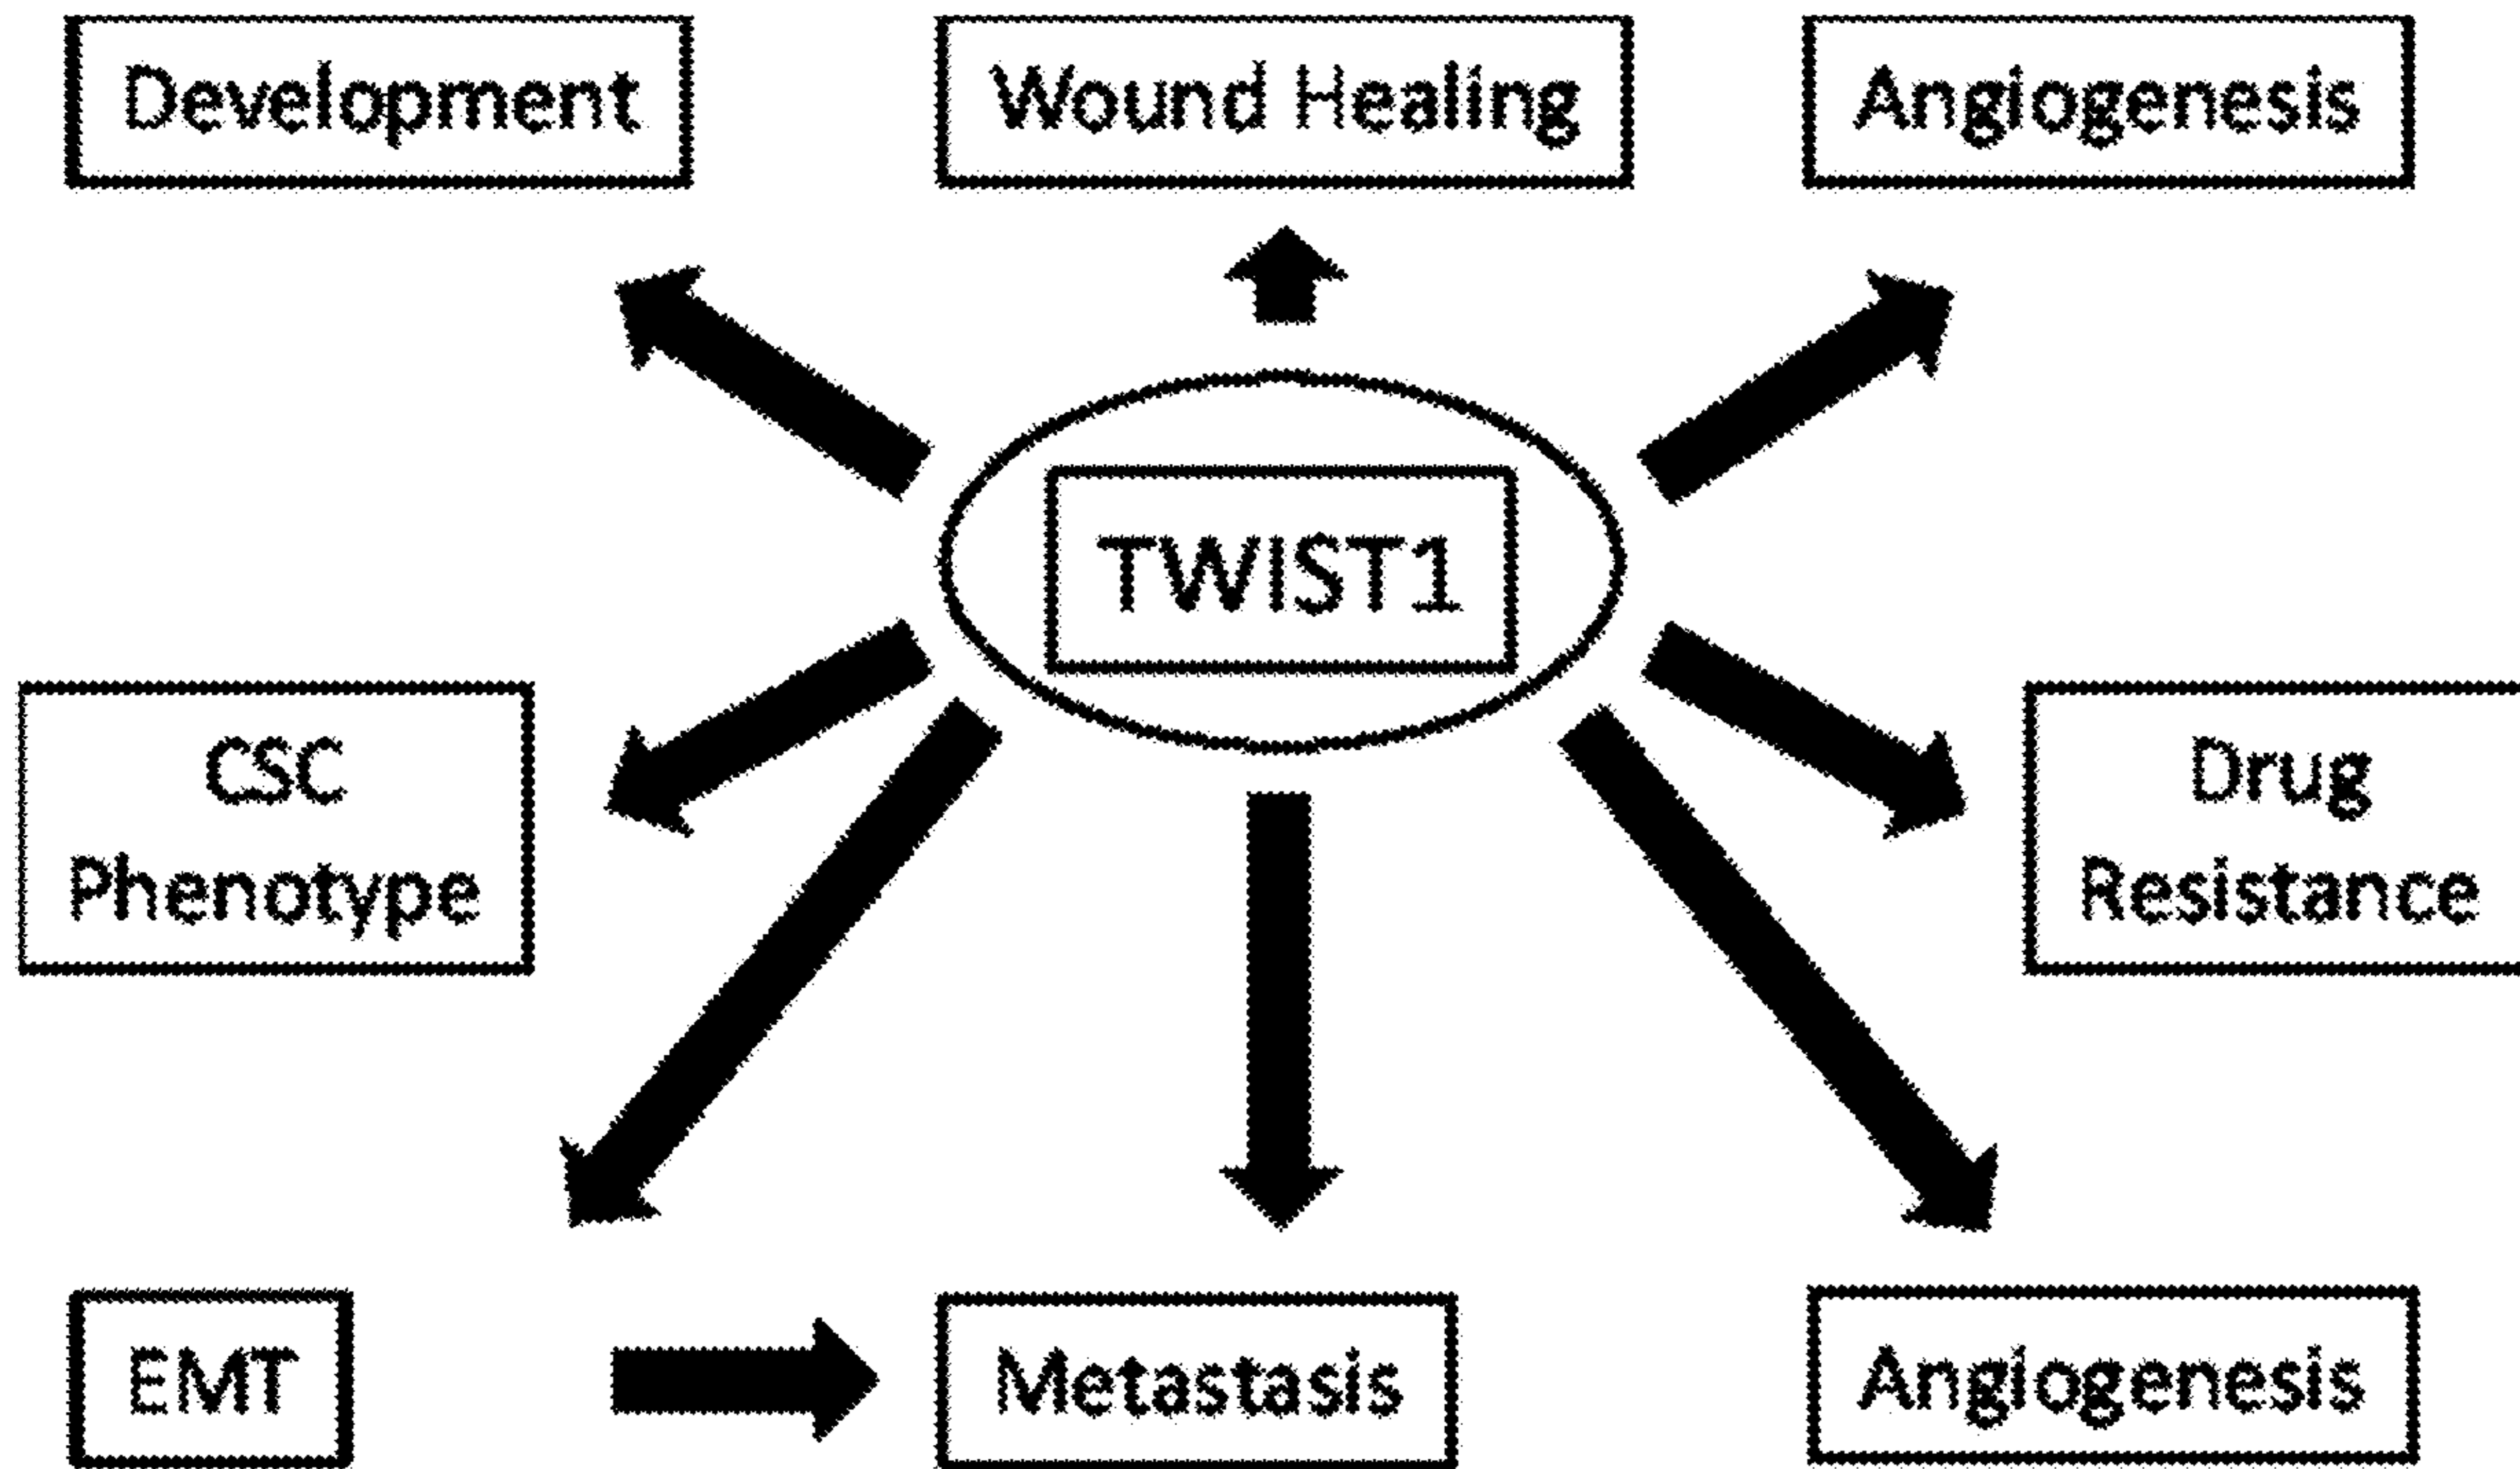 Development
Wound Healing
Angiogenesis
TWIST1
CSC
Phenotype
Drug
Resistance
EMT
Metastasis
Angiogenesis